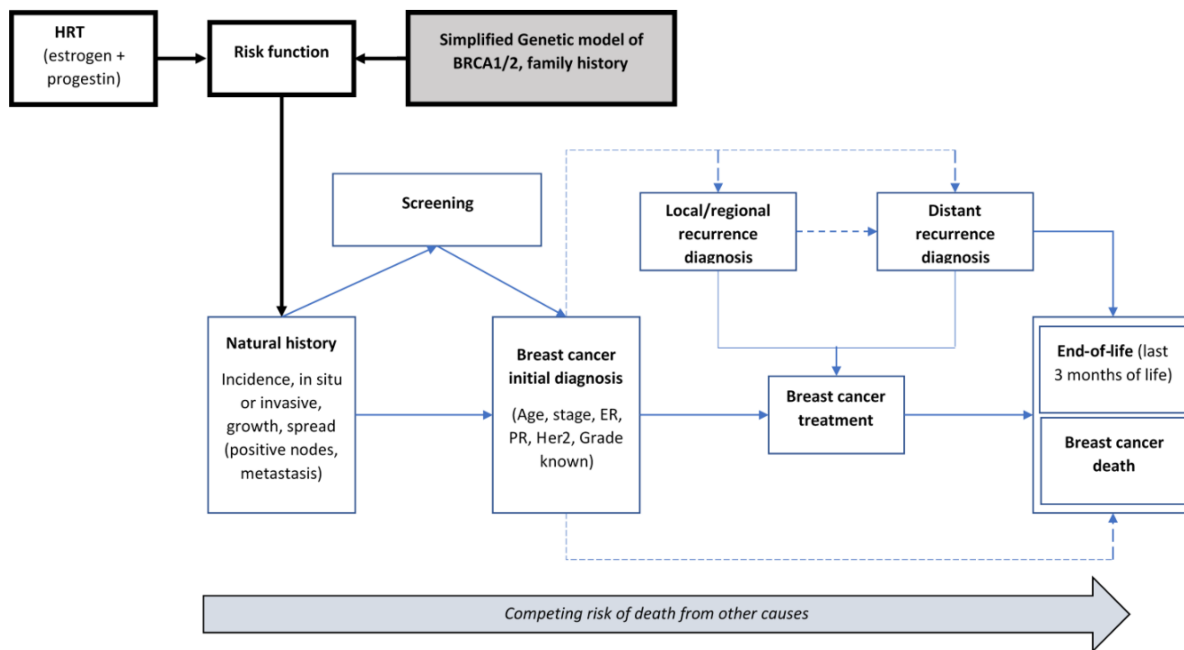 HRT
(estrogen +
progestin)
Risk function
Simplified Genetic model of
BRCA1/2, family history
Screening
Local/regional
recurrence
diagnosis
Distant
recurrence
diagnosis
Natural history
Incidence, in situ
or invasive,
growth, spread
(positive nodes,
metastasis)
Breast cancer
initial diagnosis
(Age, stage, ER,
PR, Her2, Grade
known)
Breast cancer
treatment
End-of-life (last
3 months of life)
Breast cancer
death
Competing risk of death from other causes